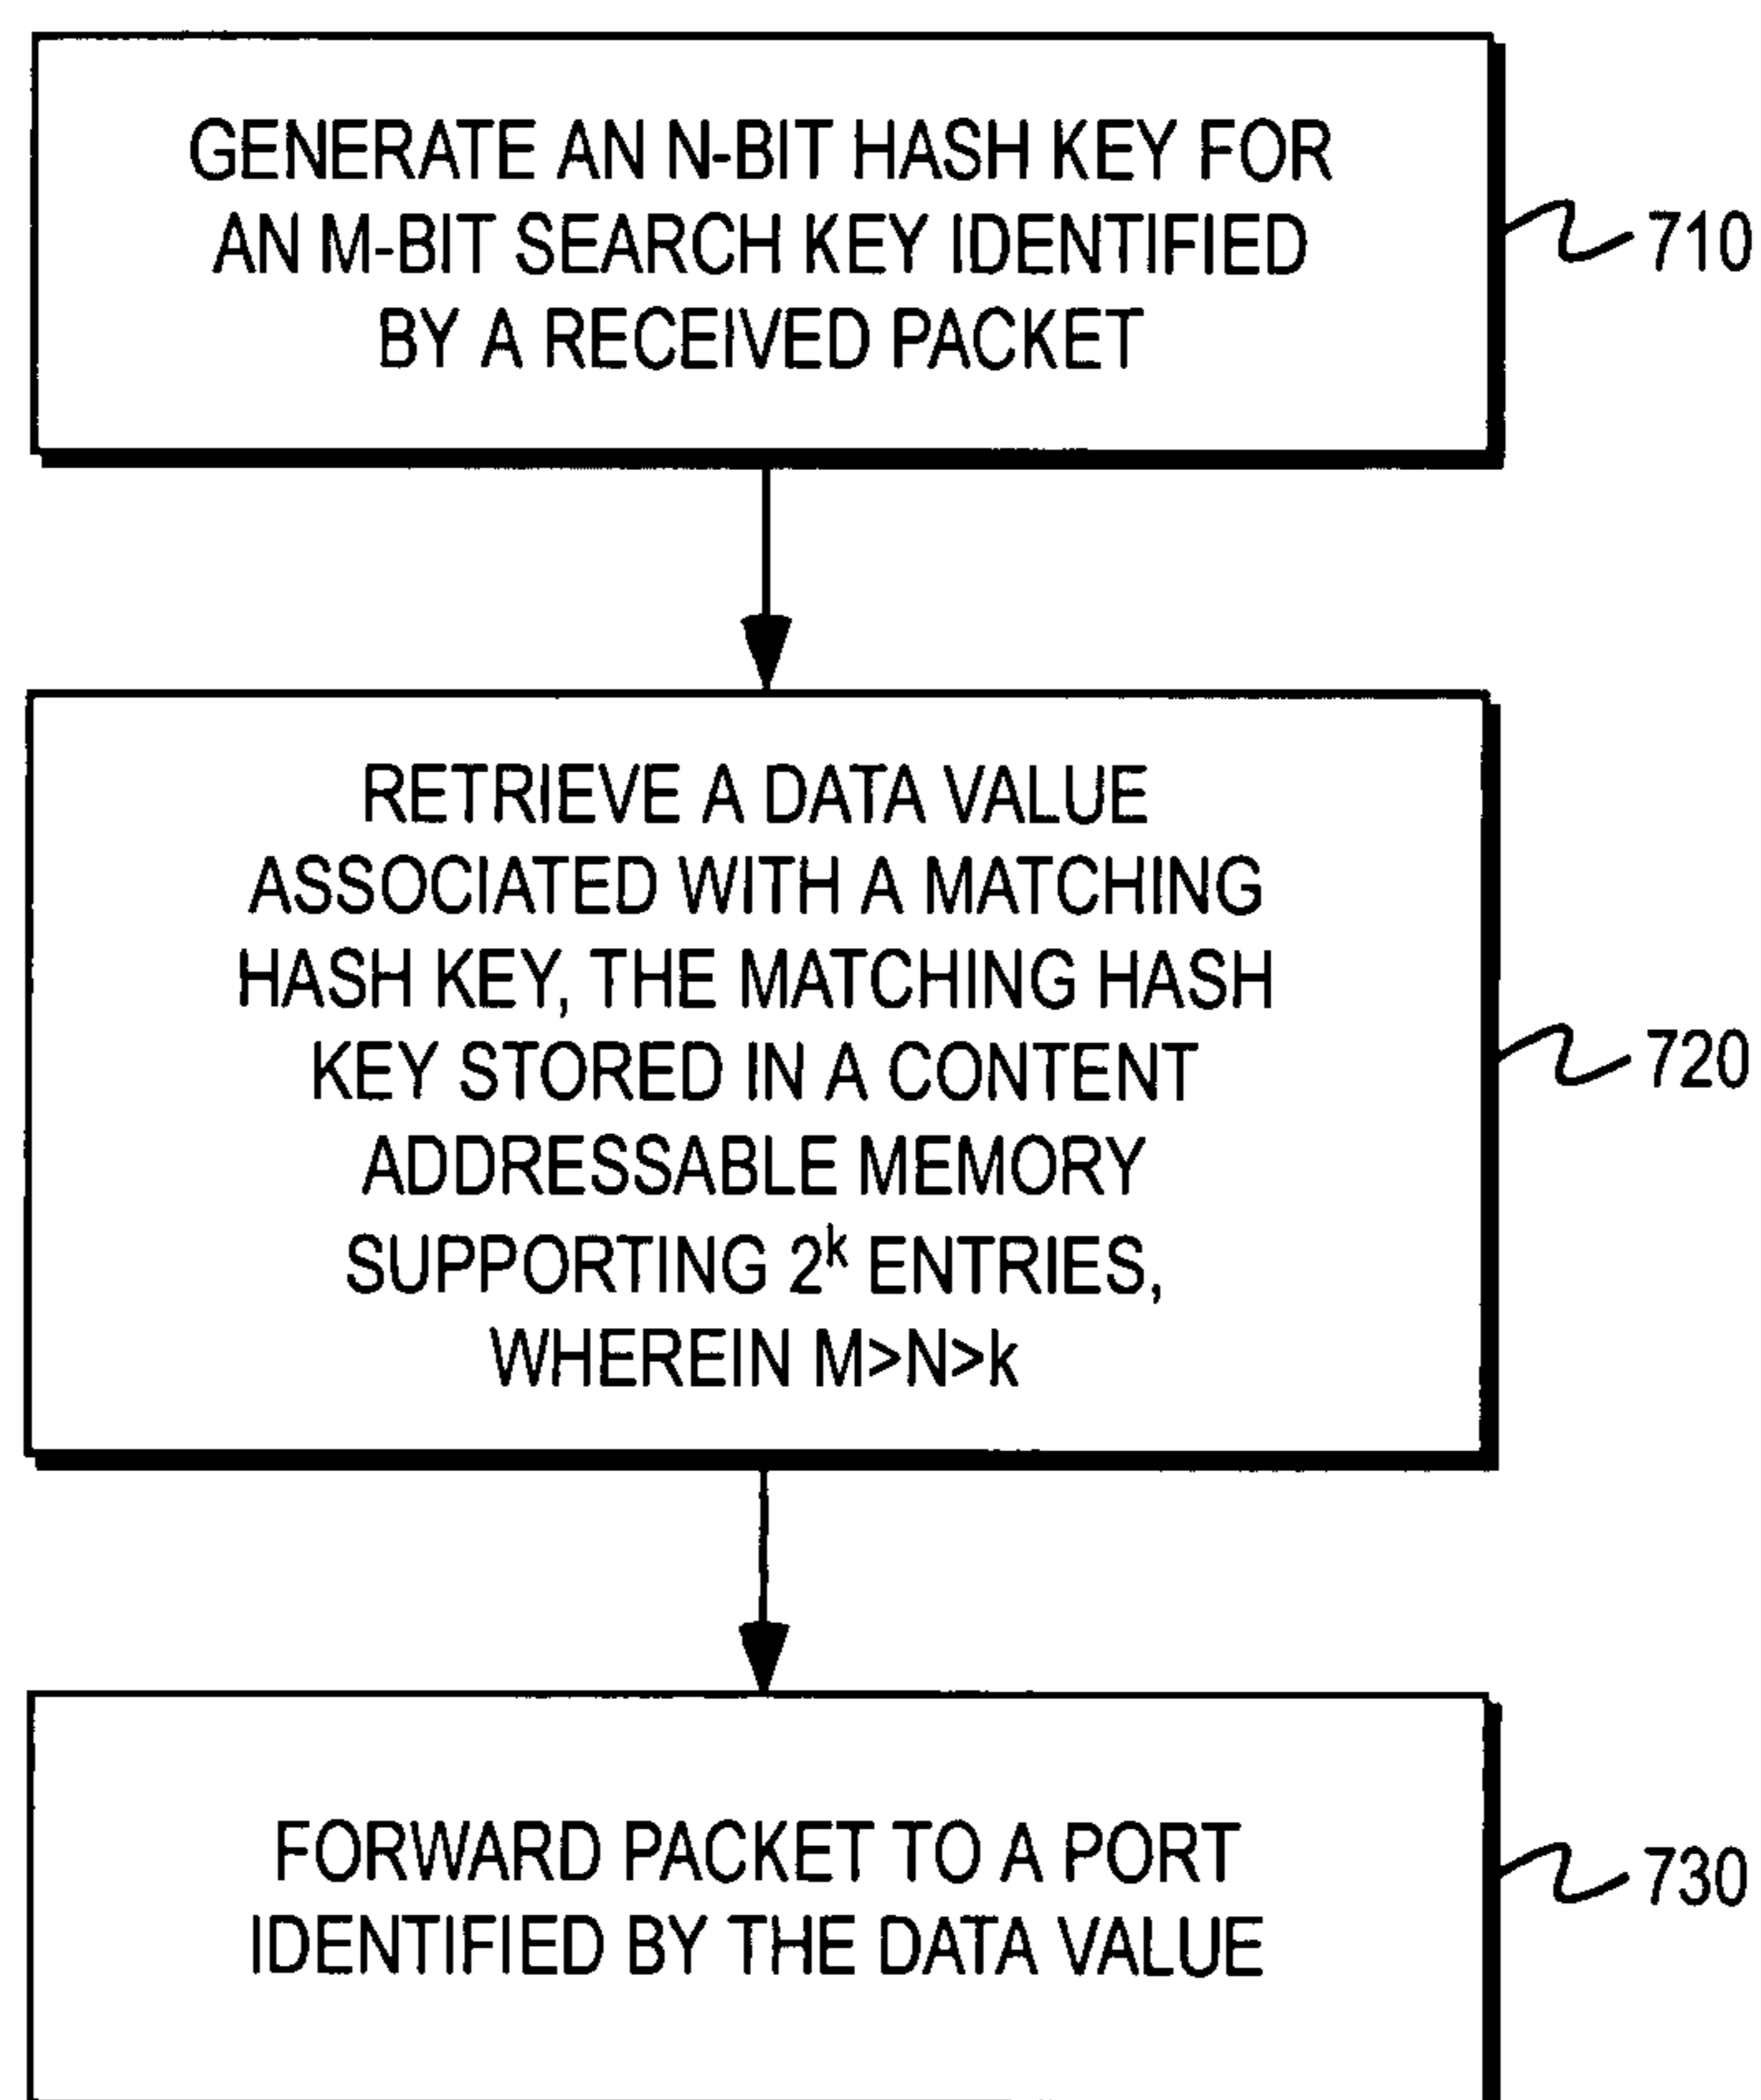 GENERATE AN N-BIT HASH KEY FOR
AN M-BIT SEARCH KEY IDENTIFIED
BY A RECEIVED PACKET
710
RETRIEVE A DATA VALUE
ASSOCIATED WITH A MATCHING
HASH KEY, THE MATCHING HASH
KEY STORED IN A CONTENT
ADDRESSABLE MEMORY
SUPPORTING 2ᵏ ENTRIES,
WHEREIN M>N>k
720
FORWARD PACKET TO A PORT
IDENTIFIED BY THE DATA VALUE
730